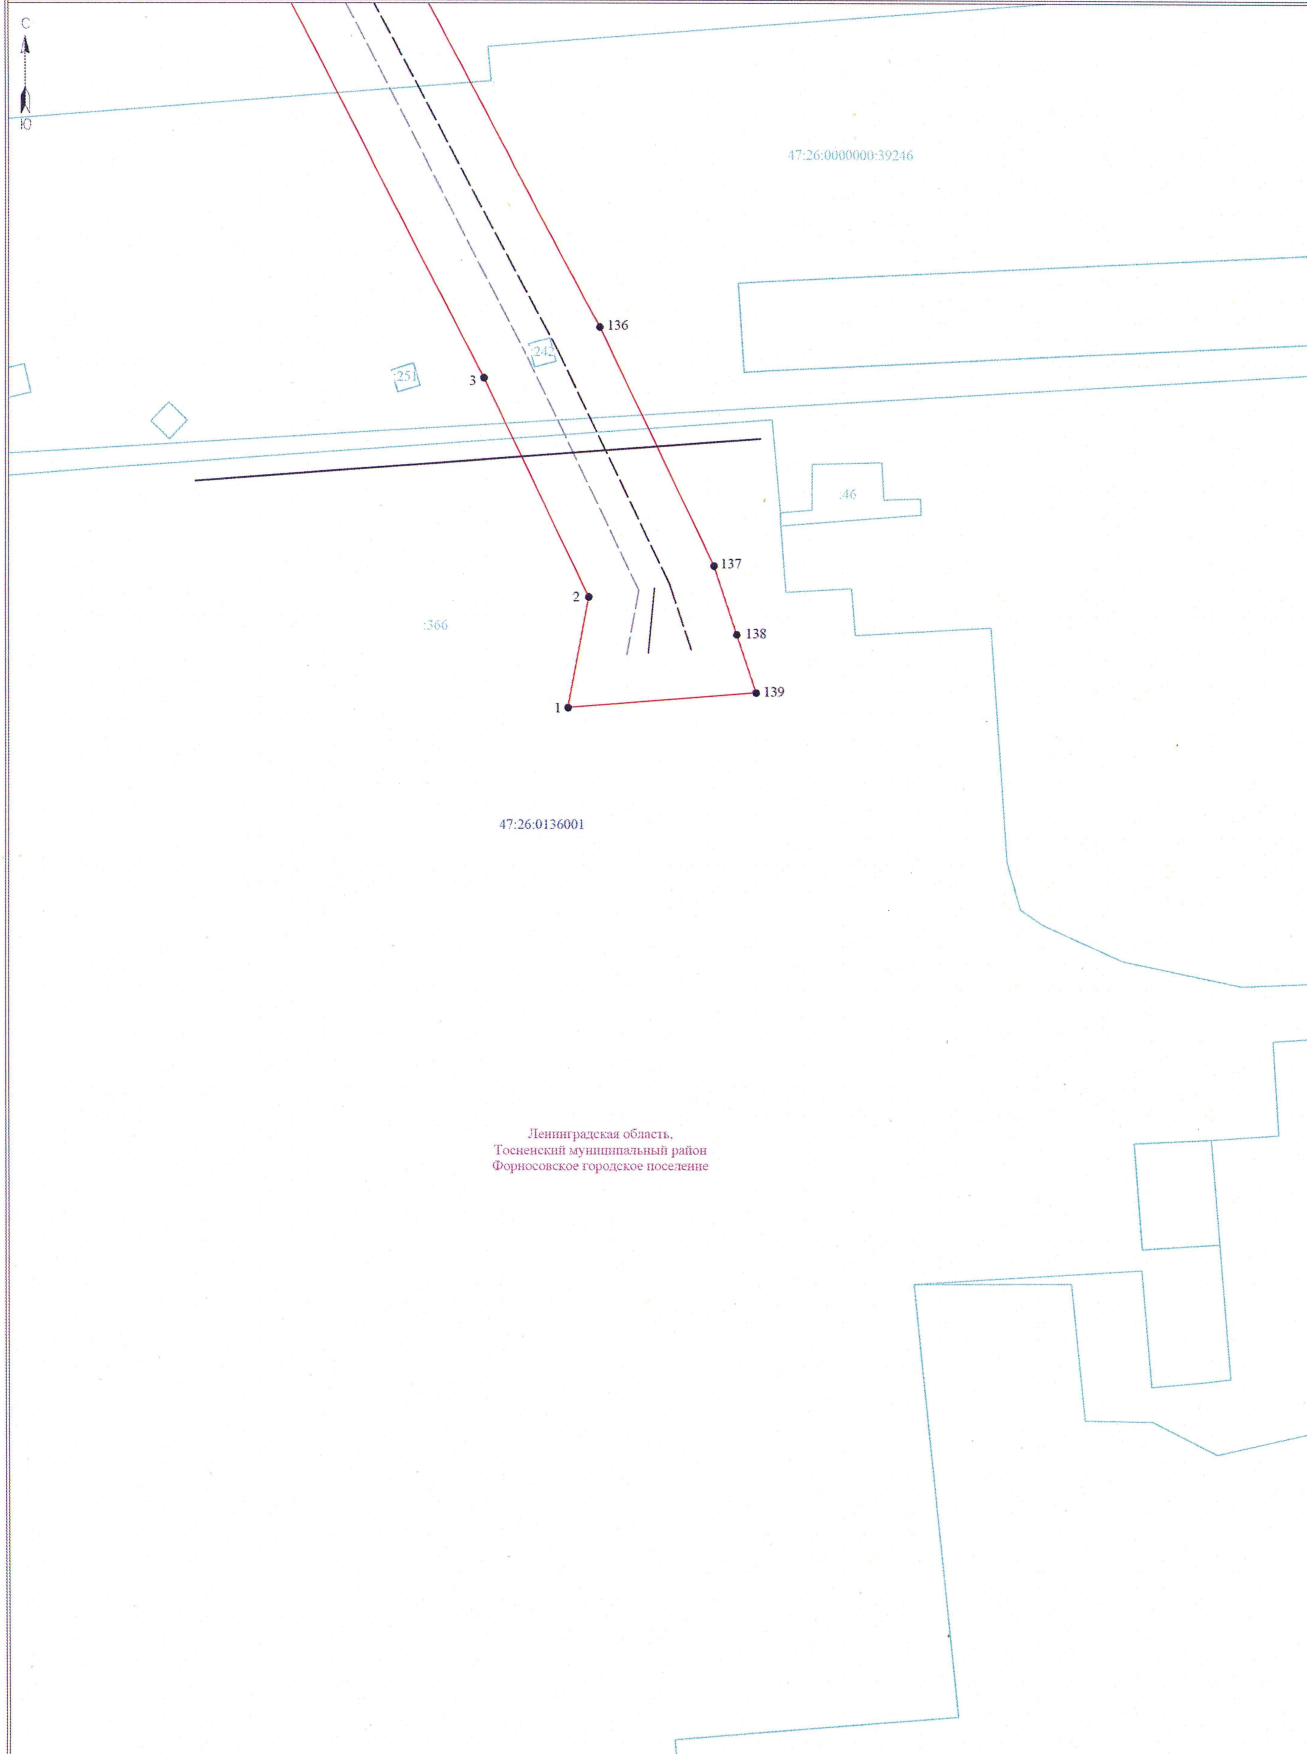 С
Ю
47:26:0000000:39246
136
:242
3
:251
:46
137
2
:366
138
139
1
47:26:0136001
Ленинградская область,
Тосненский муниципальный район
Форносовское городское поселение